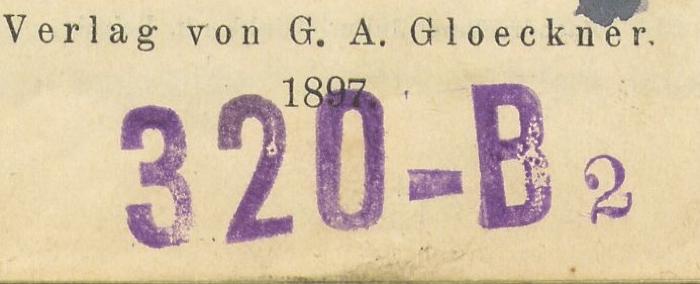 Verlag von G. A. Gloeckner.
1897.
320-B 2